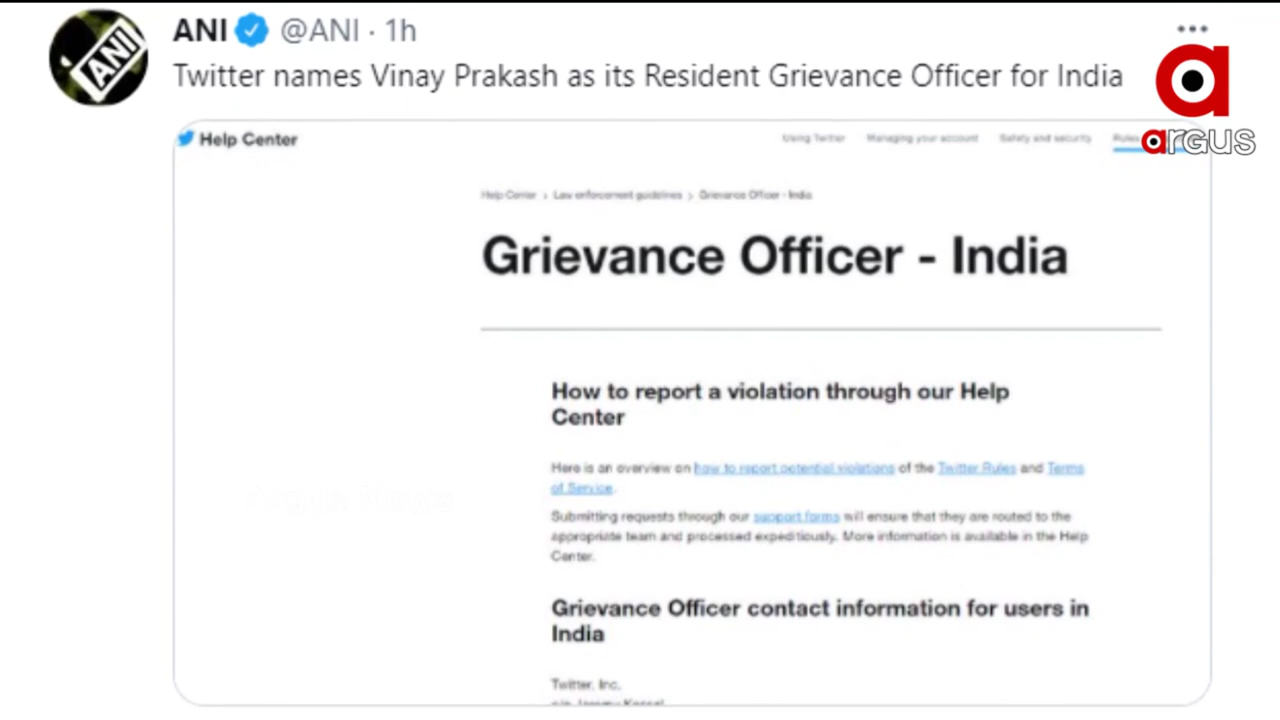 ANI @ANI · 1h
Twitter names Vinay Prakash as its Resident Grievance Officer for India
ANI
argus
Help Center
Using Twitter Managing your account Safety and security Rules
Help Center > Law enforcement guidelines > Grievance Officer - India
Grievance Officer - India
How to report a violation through our Help
Center
Here is an overview on how to report potential violations of the Twitter Rules and Terms
of Service.
Submitting requests through our support forms will ensure that they are routed to the
appropriate team and processed expeditiously. More information is available in the Help
Center.
Grievance Officer contact information for users in
India
Twitter, Inc.